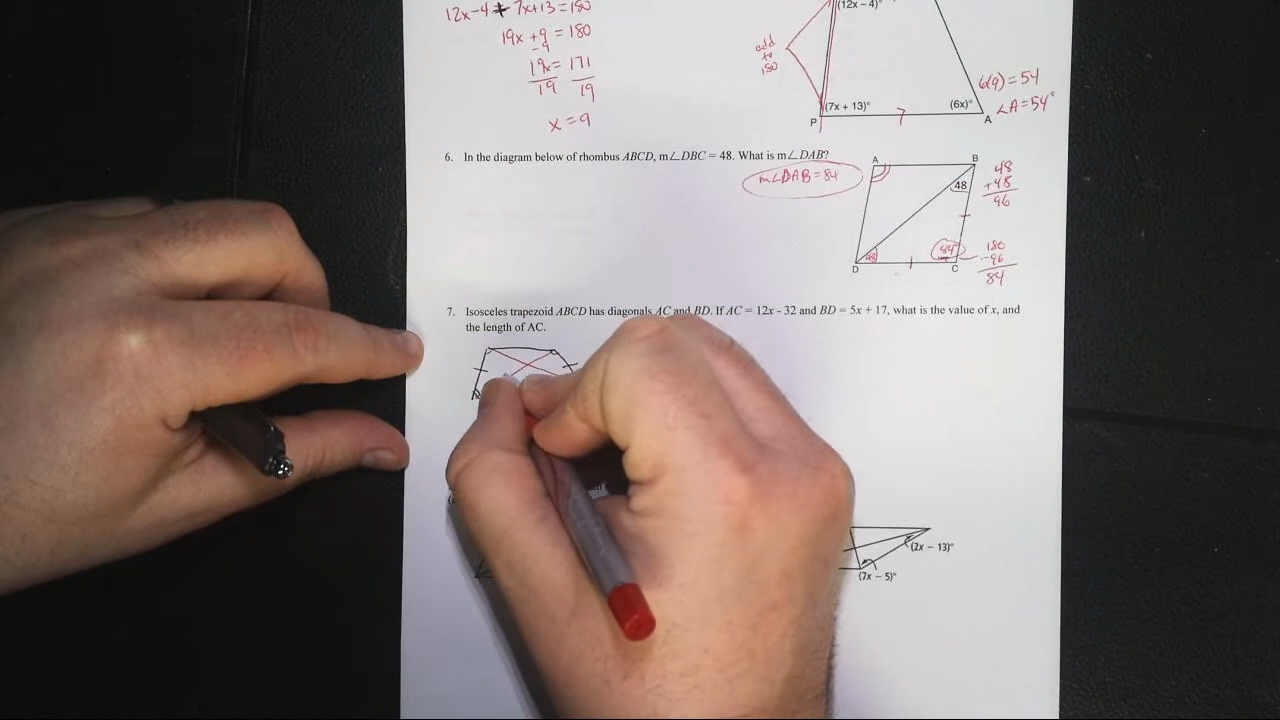 12x-4 + 7x+13 = 180
19x + 9 = 180
-9
19x = 171
19 19
x = 9
add
to
180
(12x – 4)°
(7x + 13)°
(6x)°
P
A
6(9) = 54
∠A = 54°
6. In the diagram below of rhombus ABCD, m∠DBC = 48. What is m∠DAB?
m∠DAB = 84
A
B
48
48
84°
D
C
48
+48
96
180
-96
84
7. Isosceles trapezoid ABCD has diagonals AC and BD. If AC = 12x - 32 and BD = 5x + 17, what is the value of x, and
the length of AC.
(2x – 13)°
(7x – 5)°